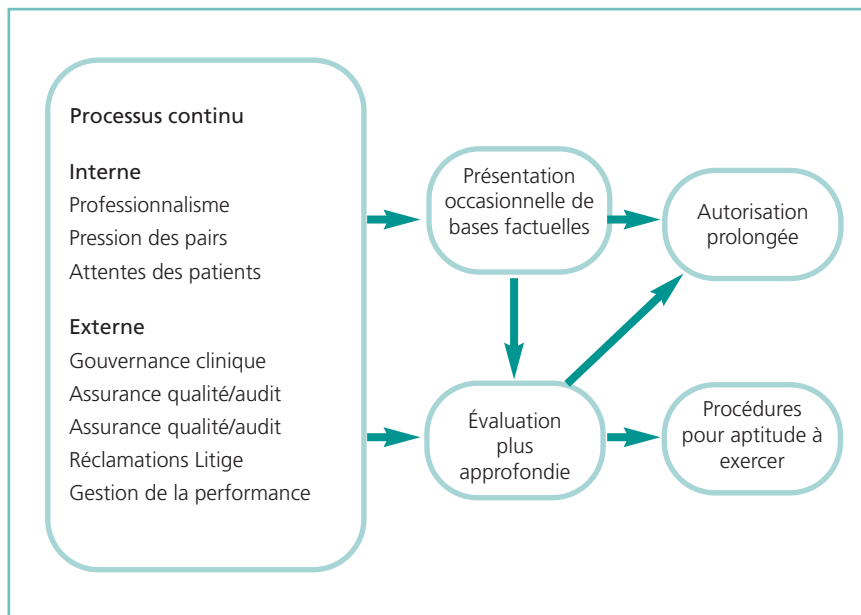 Processus continu
Interne
Professionnalisme
Pression des pairs
Attentes des patients
Externe
Gouvernance clinique
Assurance qualité/audit
Assurance qualité/audit
Réclamations Litige
Gestion de la performance
Présentation
occasionnelle de
bases factuelles
Autorisation
prolongée
Évaluation
plus
approfondie
Procédures
pour aptitude à
exercer